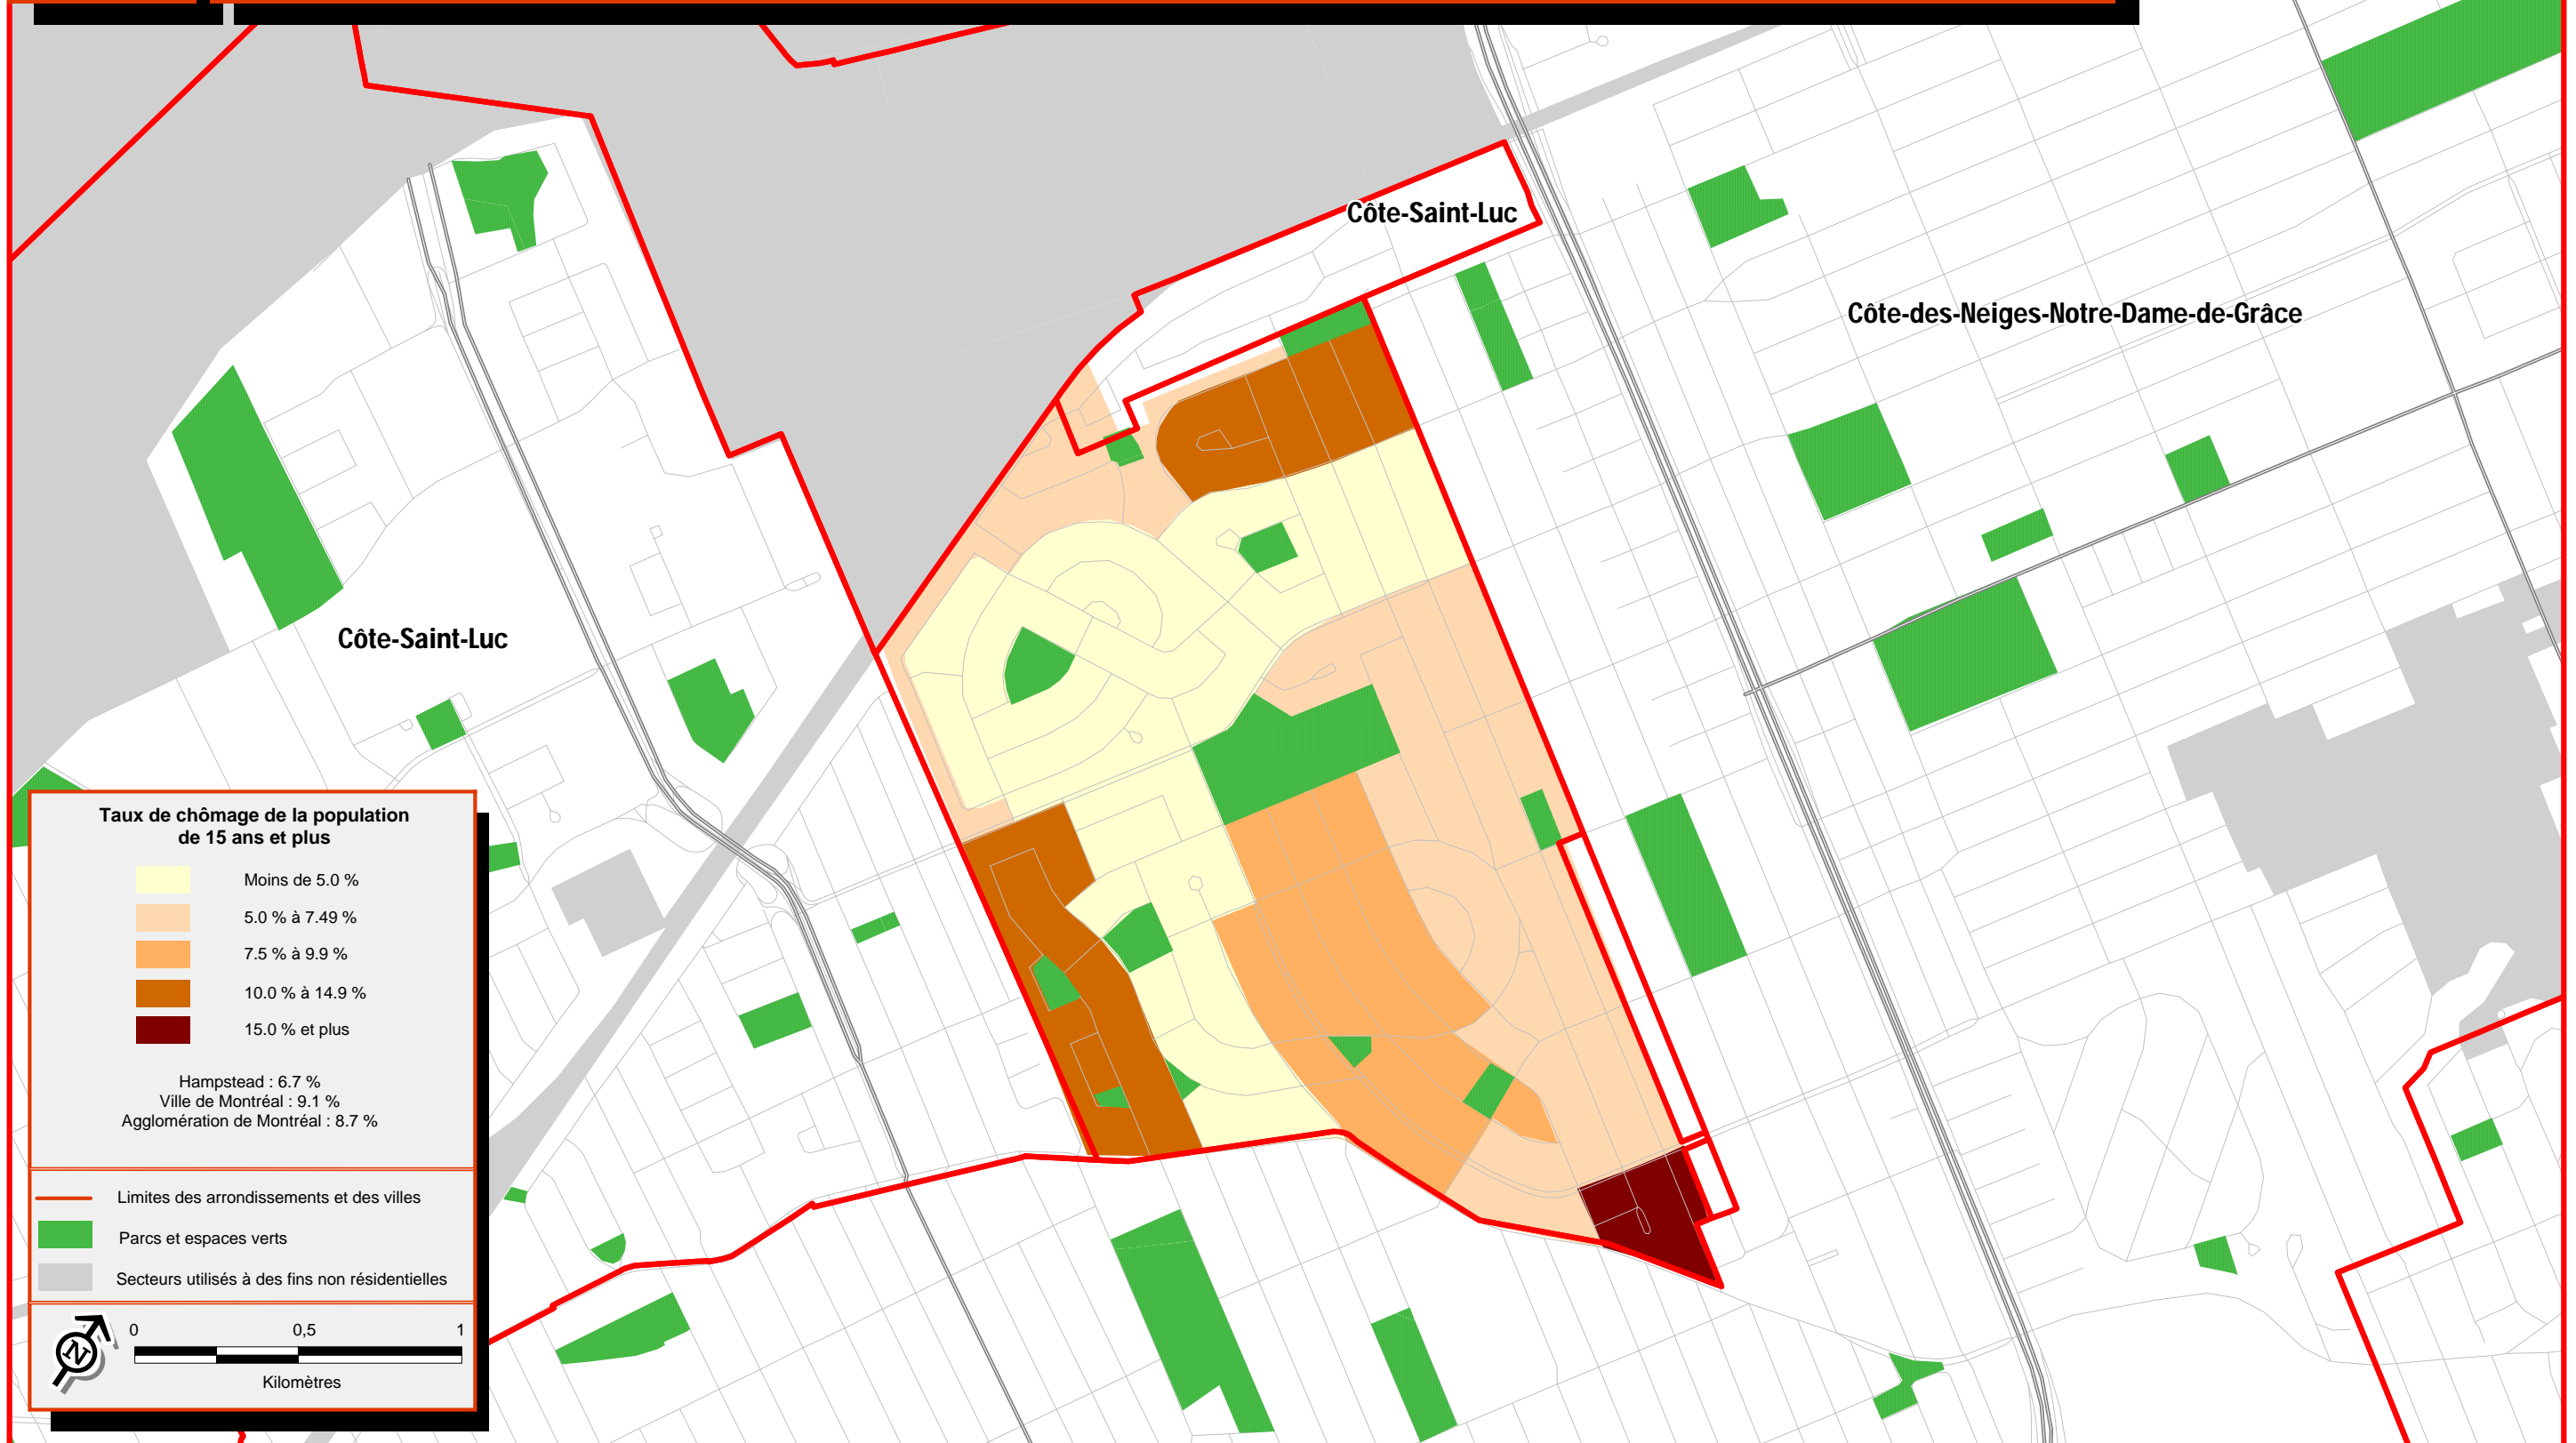 Côte-Saint-Luc
Côte-des-Neiges-Notre-Dame-de-Grâce
Côte-Saint-Luc
Taux de chômage de la population
de 15 ans et plus
Moins de 5.0 %
5.0 % à 7.49 %
7.5 % à 9.9 %
10.0 % à 14.9 %
15.0 % et plus
Hampstead : 6.7 %
Ville de Montréal : 9.1 %
Agglomération de Montréal : 8.7 %
Limites des arrondissements et des villes
Parcs et espaces verts
Secteurs utilisés à des fins non résidentielles
N
0 0,5 1
Kilomètres